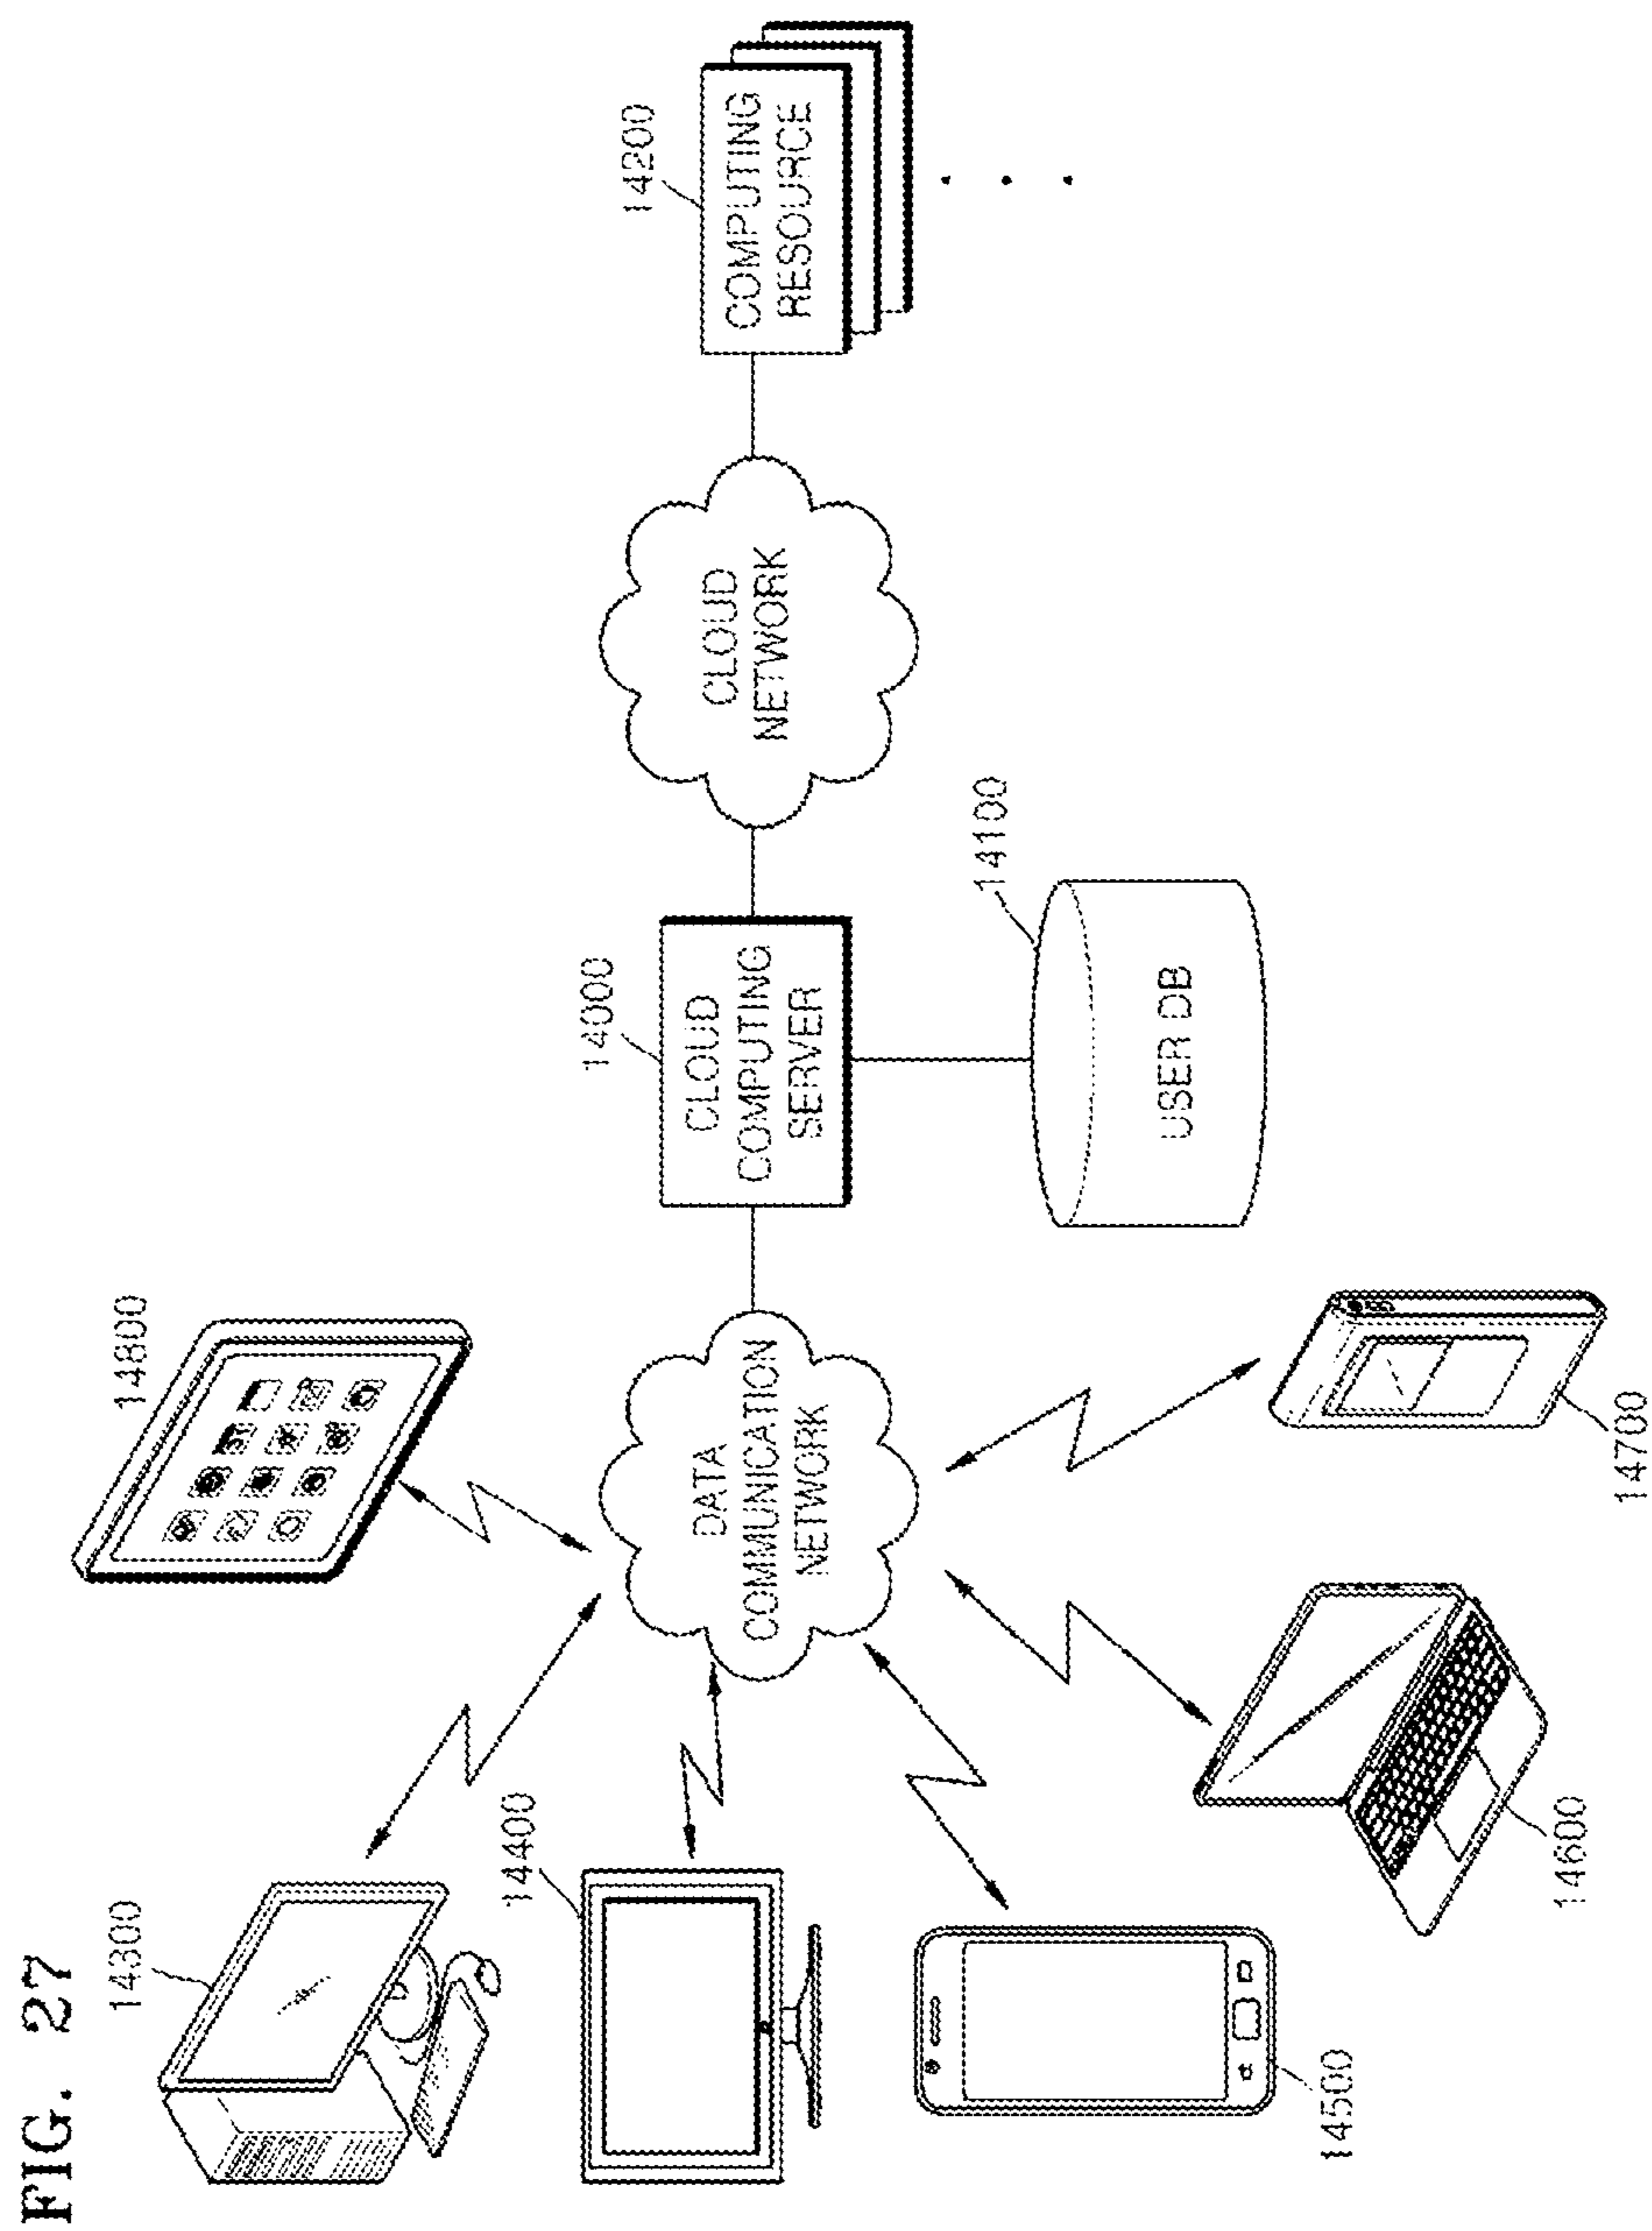 FIG. 27
14300
14800
14400
14000
14200
CLOUD
COMPUTING
SERVER
COMPUTING
RESOURCE
DATA
COMMUNICATION
NETWORK
CLOUD
NETWORK
14100
USER DB
14500
14600
14700